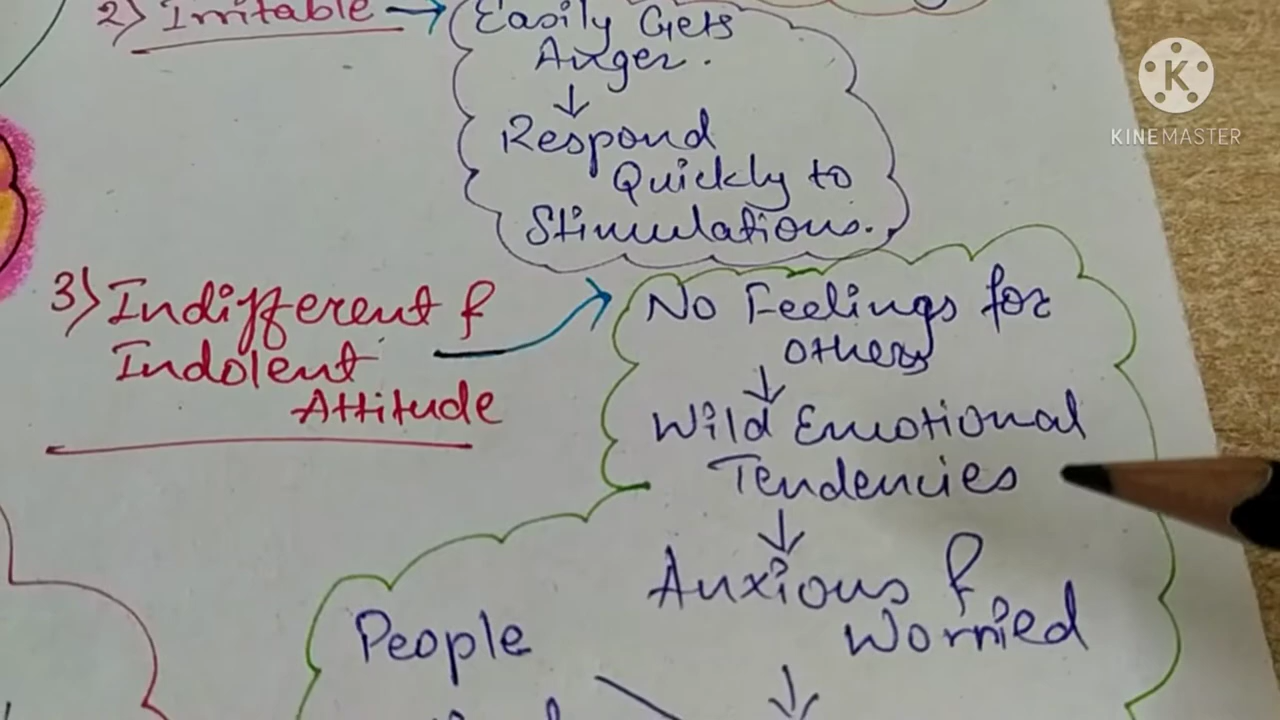 2) Irritable → Easily Gets
Anger.
↓
Respond
Quickly to
Stimulations.
3) Indifferent &
Indolent
Attitude
No Feelings for
others
↓
Wild Emotional
Tendencies
↓
Anxious &
Worried
↓
People
K
KINEMASTER